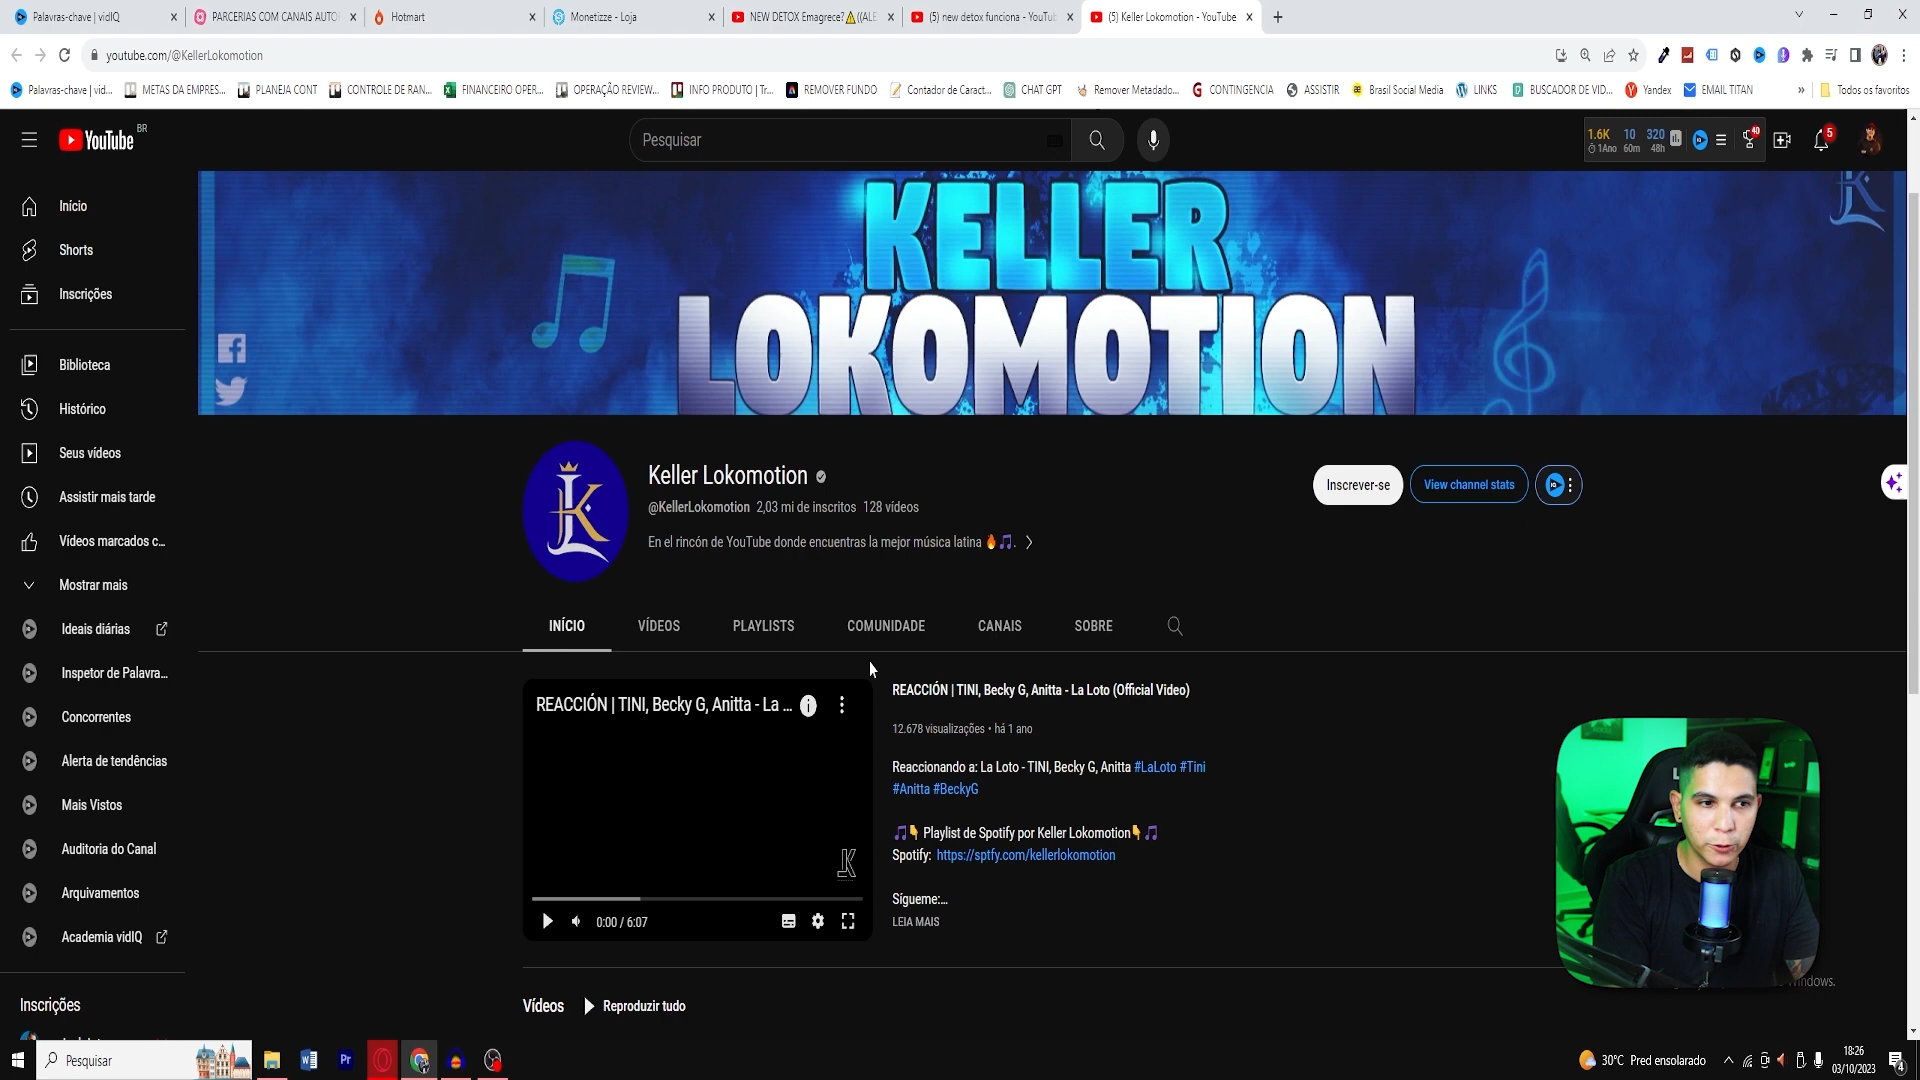 Palavras-chave | vidIQ
PARCERIAS COM CANAIS AUTO
Hotmart
Monetizze - Loja
NEW DETOX Emagrece?⚠️((ALE
(5) new detox funciona - YouTub
(5) Keller Lokomotion - YouTube
youtube.com/@KellerLokomotion
Palavras-chave | vid...
METAS DA EMPRES...
PLANEJA CONT
CONTROLE DE RAN...
FINANCEIRO OPER...
OPERAÇÃO REVIEW...
INFO PRODUTO | Tr...
REMOVER FUNDO
Contador de Caract...
CHAT GPT
Remover Metadado...
CONTINGENCIA
ASSISTIR
Brasil Social Media
LINKS
BUSCADOR DE VID...
Yandex
EMAIL TITAN
»
Todos os favoritos
YouTube BR
Pesquisar
1.6K 10 320
1Ano 60m 48h
40
5
Início
Shorts
Inscrições
Biblioteca
Histórico
Seus vídeos
Assistir mais tarde
Vídeos marcados c...
Mostrar mais
Ideais diárias
Inspetor de Palavra...
Concorrentes
Alerta de tendências
Mais Vistos
Auditoria do Canal
Arquivamentos
Academia vidIQ
Inscrições
KELLER
LOKOMOTION
Keller Lokomotion
@KellerLokomotion 2,03 mi de inscritos 128 vídeos
En el rincón de YouTube donde encuentras la mejor música latina 🔥🎵.
Inscrever-se
View channel stats
INÍCIO
VÍDEOS
PLAYLISTS
COMUNIDADE
CANAIS
SOBRE
REACCIÓN | TINI, Becky G, Anitta - La ...
0:00 / 6:07
REACCIÓN | TINI, Becky G, Anitta - La Loto (Official Video)
12.678 visualizações • há 1 ano
Reaccionando a: La Loto - TINI, Becky G, Anitta #LaLoto #Tini
#Anitta #BeckyG
🎵👇 Playlist de Spotify por Keller Lokomotion👇🎵
Spotify: https://sptfy.com/kellerlokomotion
Sígueme:...
LEIA MAIS
Vídeos
Reproduzir tudo
Windows.
Pesquisar
30°C Pred ensolarado
18:26
03/10/2023
4